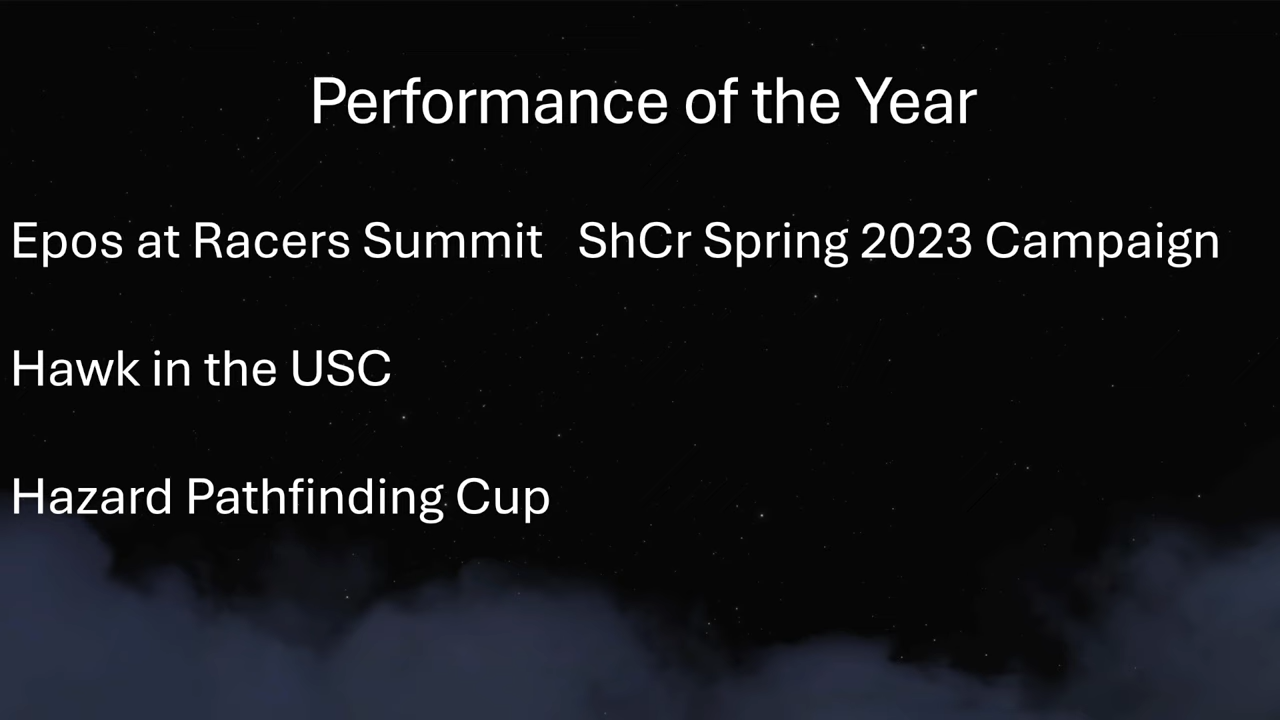 Performance of the Year
Epos at Racers Summit ShCr Spring 2023 Campaign
Hawk in the USC
Hazard Pathfinding Cup